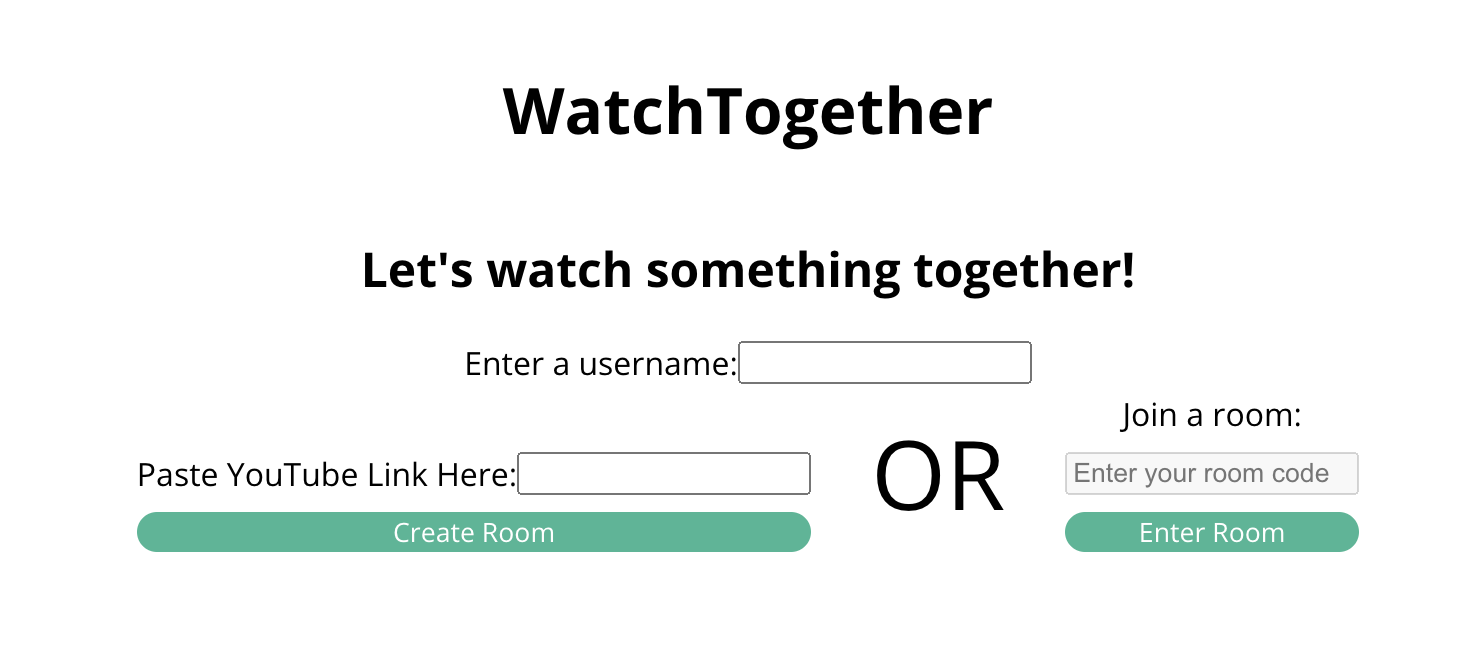 WatchTogether
Let's watch something together!
Enter a username:
Paste YouTube Link Here:
Create Room
OR
Join a room:
Enter your room code
Enter Room